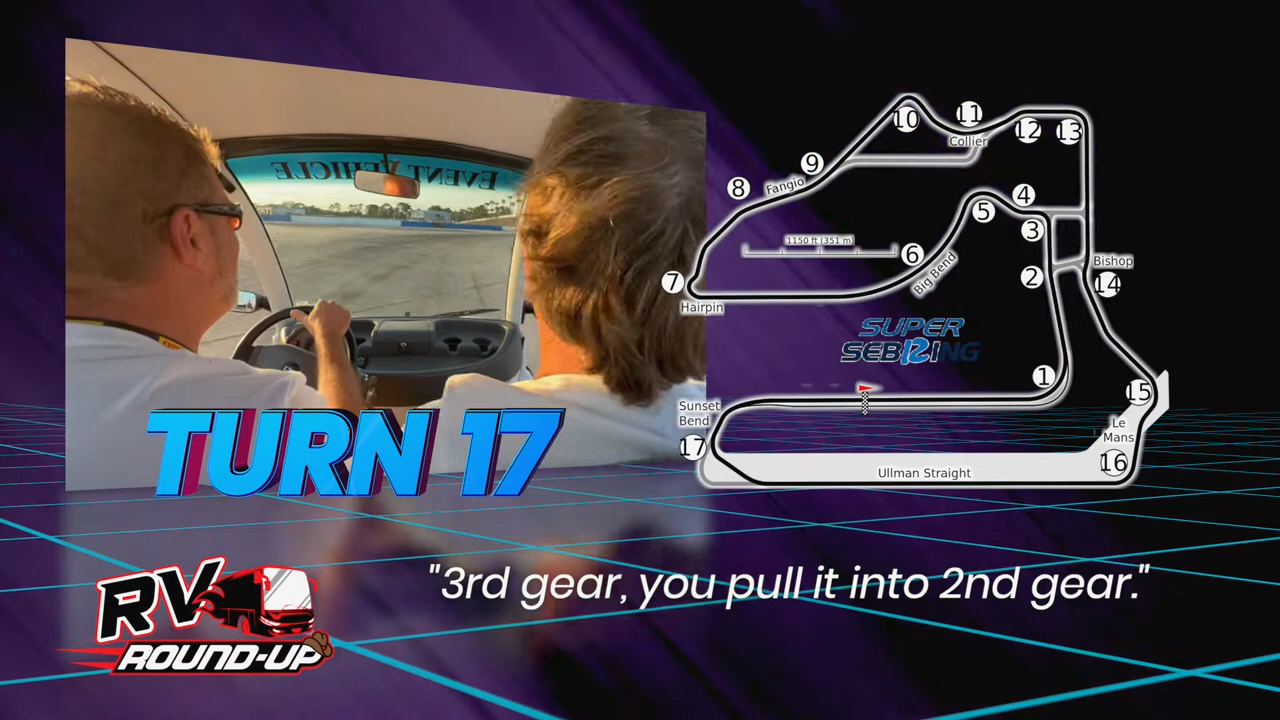 EVENT VEHICLE
TURN 17
10
11
12
13
Collier
9
8
Fangio
4
5
3
1150 ft (351 m)
6
Big Bend
2
Bishop
14
7
Hairpin
SUPER
SEBRING
1
15
Sunset
Bend
17
Le
Mans
16
Ullman Straight
"3rd gear, you pull it into 2nd gear."
RV
ROUND-UP